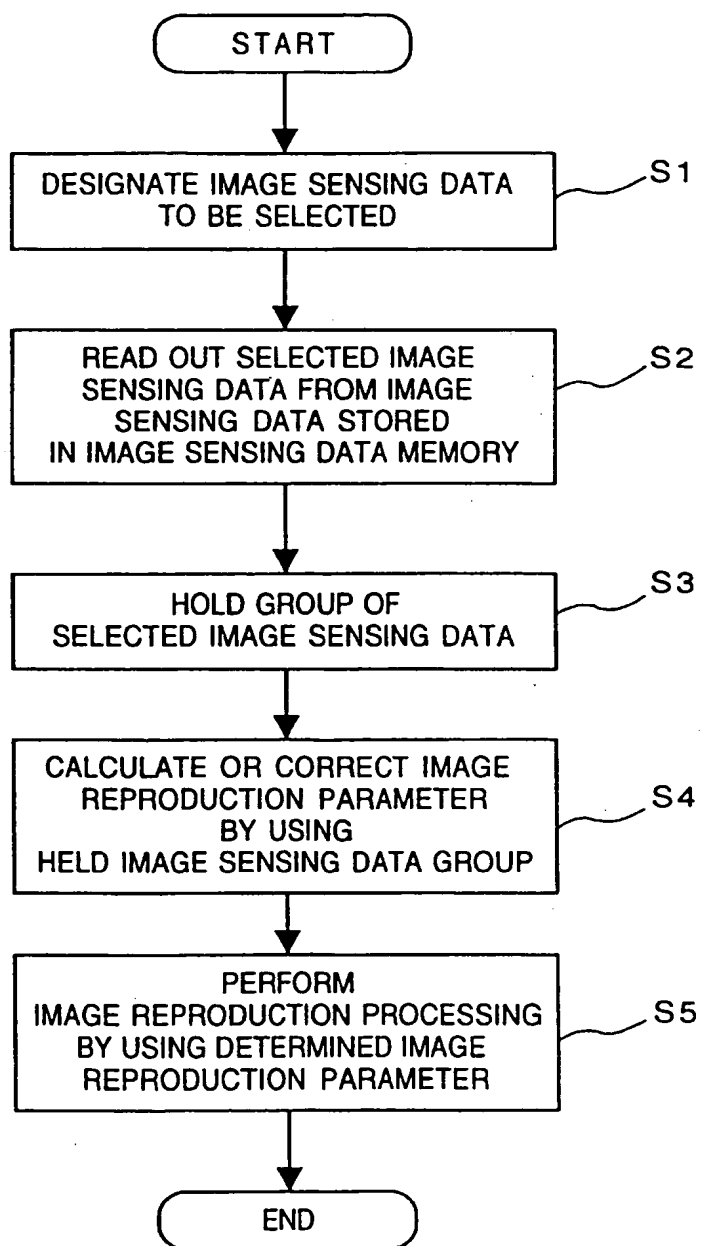 START
DESIGNATE IMAGE SENSING DATA
TO BE SELECTED
S1
READ OUT SELECTED IMAGE
SENSING DATA FROM IMAGE
SENSING DATA STORED
IN IMAGE SENSING DATA MEMORY
S2
HOLD GROUP OF
SELECTED IMAGE SENSING DATA
S3
CALCULATE OR CORRECT IMAGE
REPRODUCTION PARAMETER
BY USING
HELD IMAGE SENSING DATA GROUP
S4
PERFORM
IMAGE REPRODUCTION PROCESSING
BY USING DETERMINED IMAGE
REPRODUCTION PARAMETER
S5
END